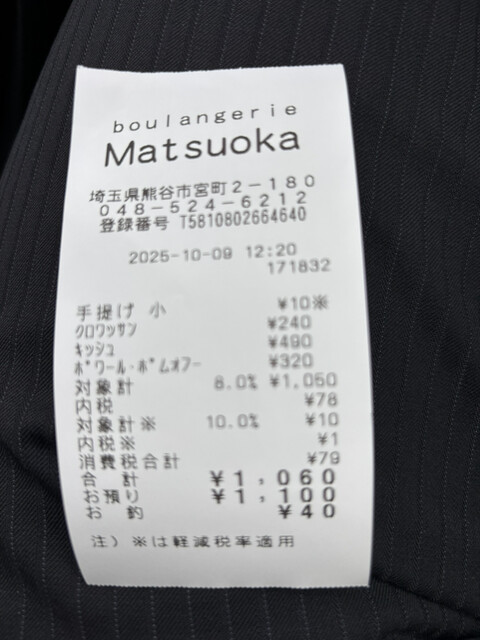 boulangerie
Matsuoka
埼玉県熊谷市宮町2-180
048-524-6212
登録番号 T5810802664640
2025-10-09 12:20
171832
手提げ 小 ¥10※
クロワッサン ¥240
キッシュ ¥490
ポワール・ポムオフー ¥320
対象計 8.0% ¥1,050
内税 ¥78
対象計※ 10.0% ¥10
内税※ ¥1
消費税合計 ¥79
合 計 ¥1,060
お預り ¥1,100
お 釣 ¥40
注)※は軽減税率適用